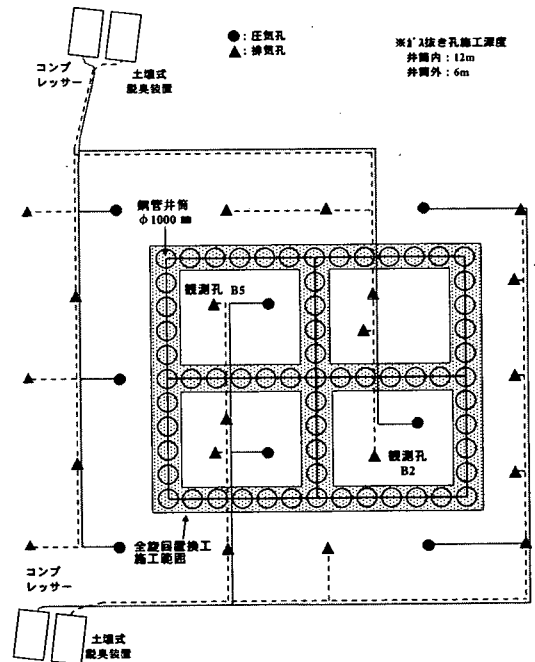 ●：圧気孔
▲：排気孔
※ガス抜き孔施工深度
井筒内：12m
井筒外：6m
コンプ
レッサー
土壌式
脱臭装置
鋼管井筒
φ1000 mm
観測孔 B5
観測孔
B2
全旋回置換工
施工範囲
コンプ
レッサー
土壌式
脱臭装置